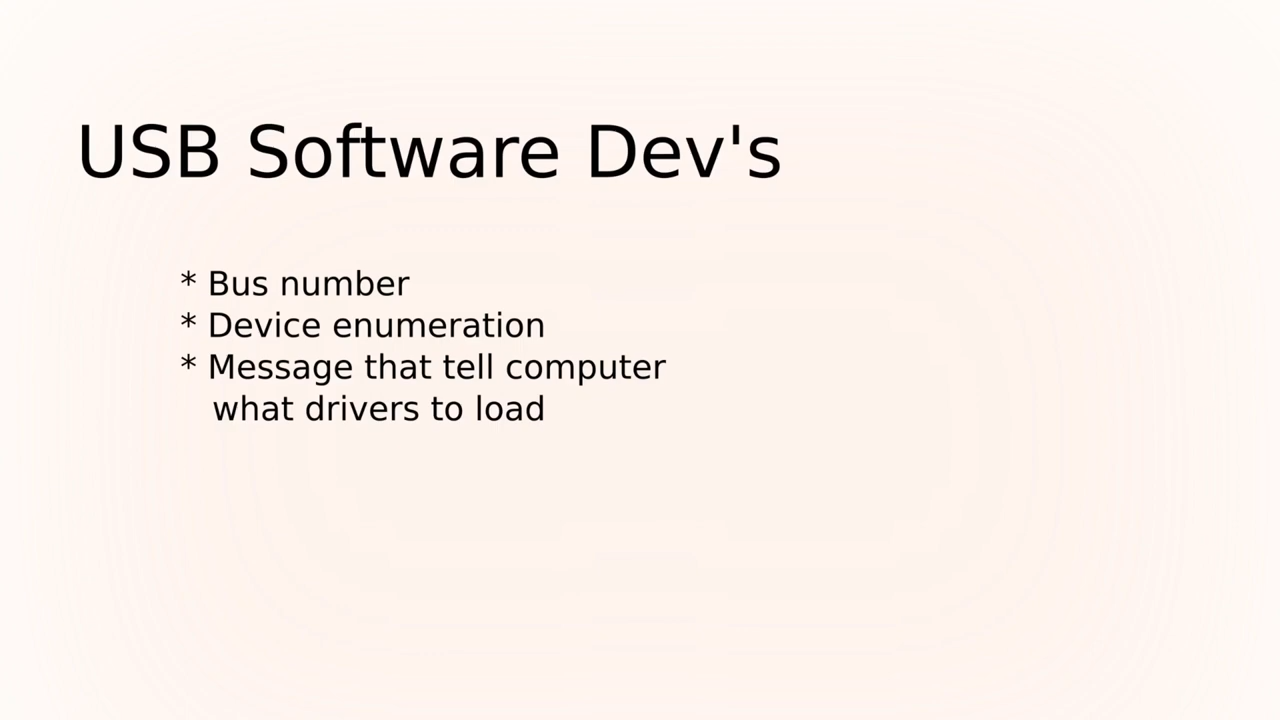 USB Software Dev's
* Bus number
* Device enumeration
* Message that tell computer
what drivers to load